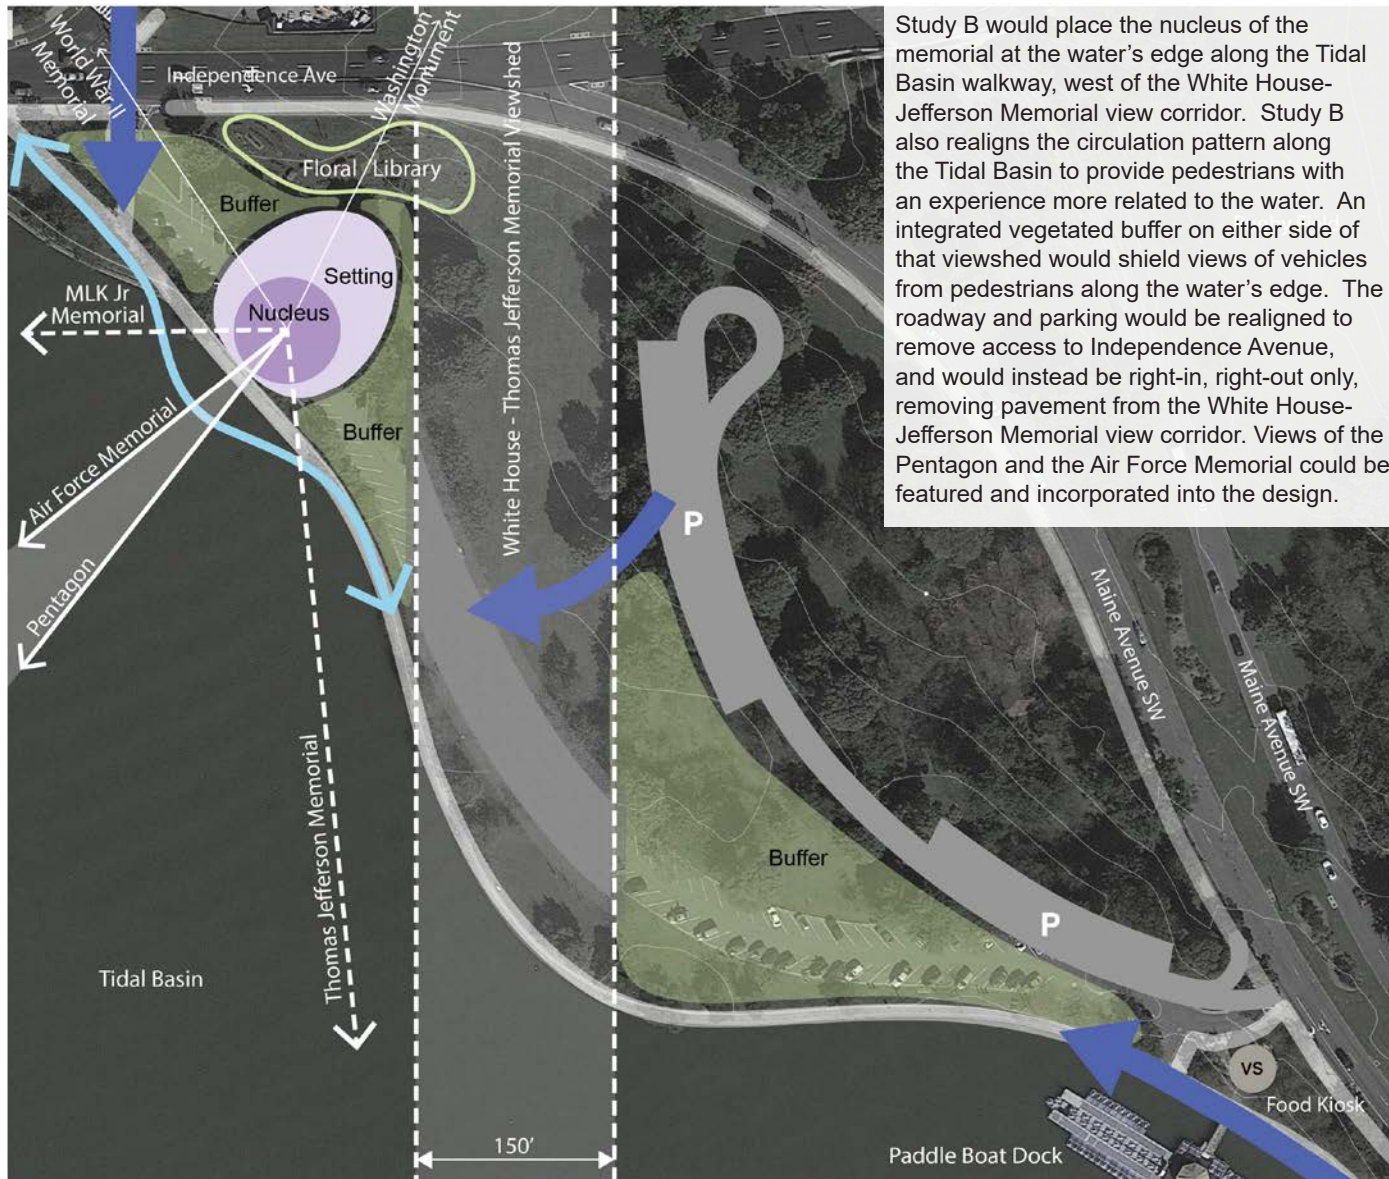 Study B would place the nucleus of the
memorial at the water's edge along the Tidal
Basin walkway, west of the White House-
Jefferson Memorial view corridor.  Study B
also realigns the circulation pattern along
the Tidal Basin to provide pedestrians with
an experience more related to the water.  An
integrated vegetated buffer on either side of
that viewshed would shield views of vehicles
from pedestrians along the water's edge.  The
roadway and parking would be realigned to
remove access to Independence Avenue,
and would instead be right-in, right-out only,
removing pavement from the White House-
Jefferson Memorial view corridor. Views of the
Pentagon and the Air Force Memorial could be
featured and incorporated into the design.
World War II
Memorial
Independence Ave
Washington
Monument
White House - Thomas Jefferson Memorial Viewshed
Floral Library
Buffer
Setting
Nucleus
MLK Jr
Memorial
Buffer
Air Force Memorial
Pentagon
P
Maine Avenue SW
Maine Avenue SW
Thomas Jefferson Memorial
Buffer
P
Tidal Basin
VS
Food Kiosk
150'
Paddle Boat Dock